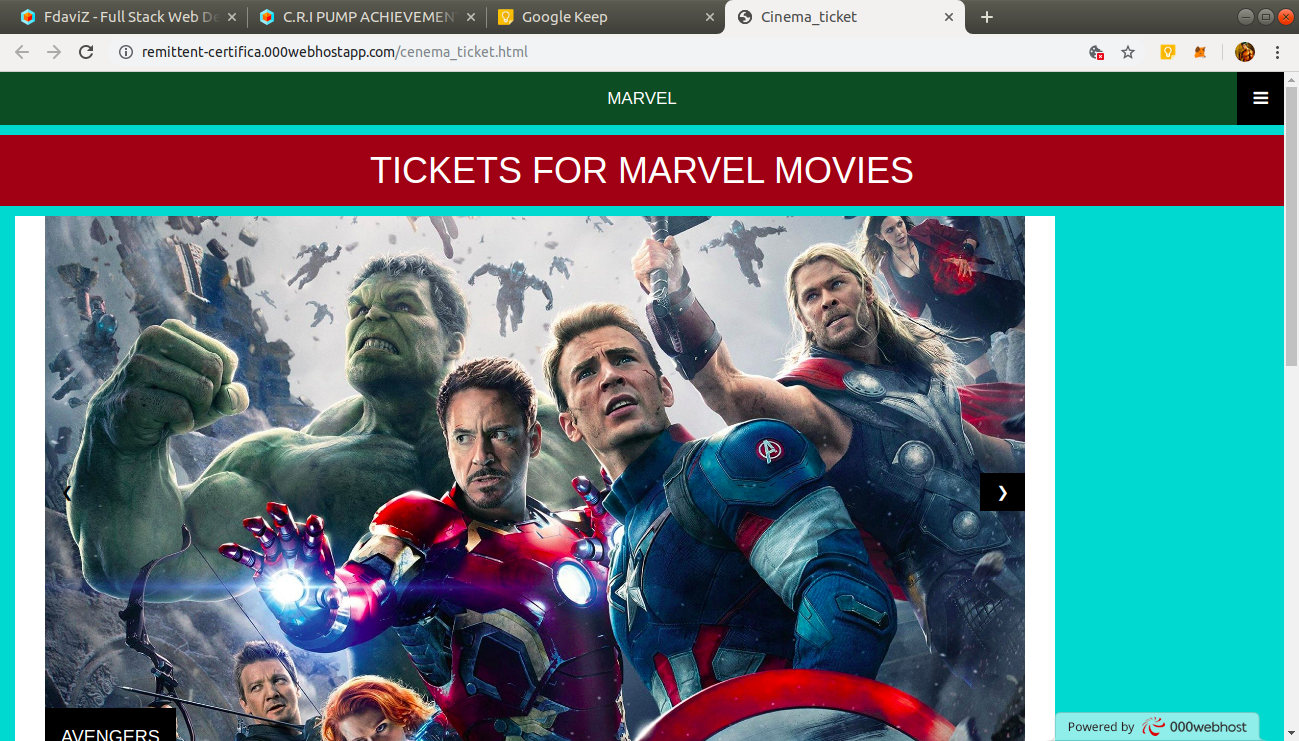 FdaviZ - Full Stack Web De
C.R.I PUMP ACHIEVEMENT
Google Keep
Cinema_ticket
remittent-certifica.000webhostapp.com/cenema_ticket.html
MARVEL
TICKETS FOR MARVEL MOVIES
❮
❯
AVENGERS
Powered by 000webhost